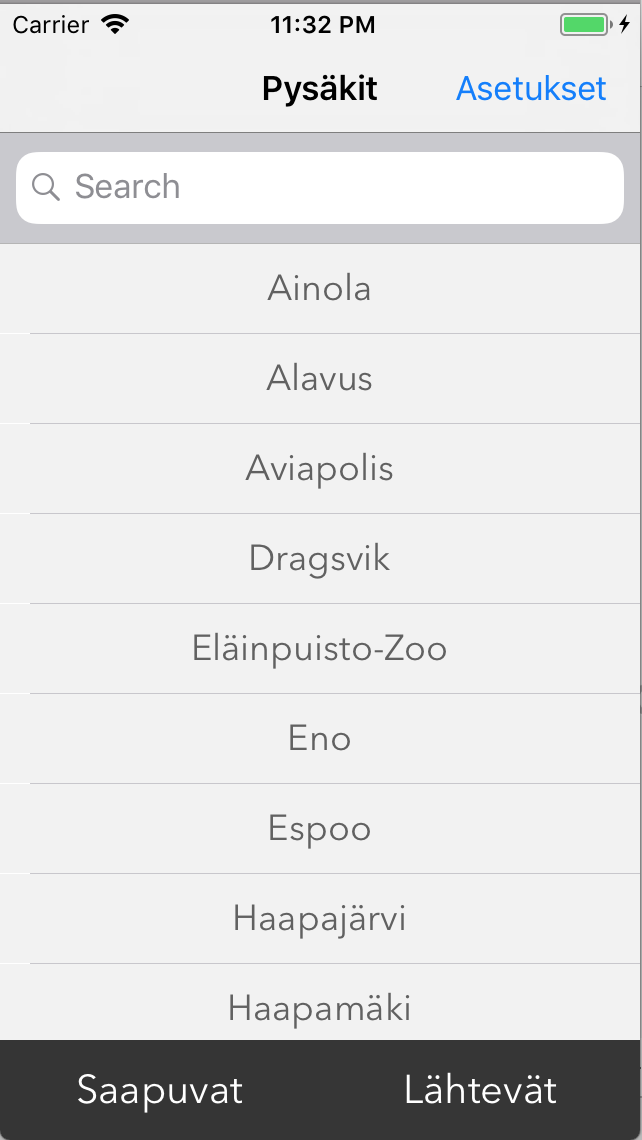 Carrier 11:32 PM
Pysäkit Asetukset
Search
Ainola
Alavus
Aviapolis
Dragsvik
Eläinpuisto-Zoo
Eno
Espoo
Haapajärvi
Haapamäki
Saapuvat Lähtevät